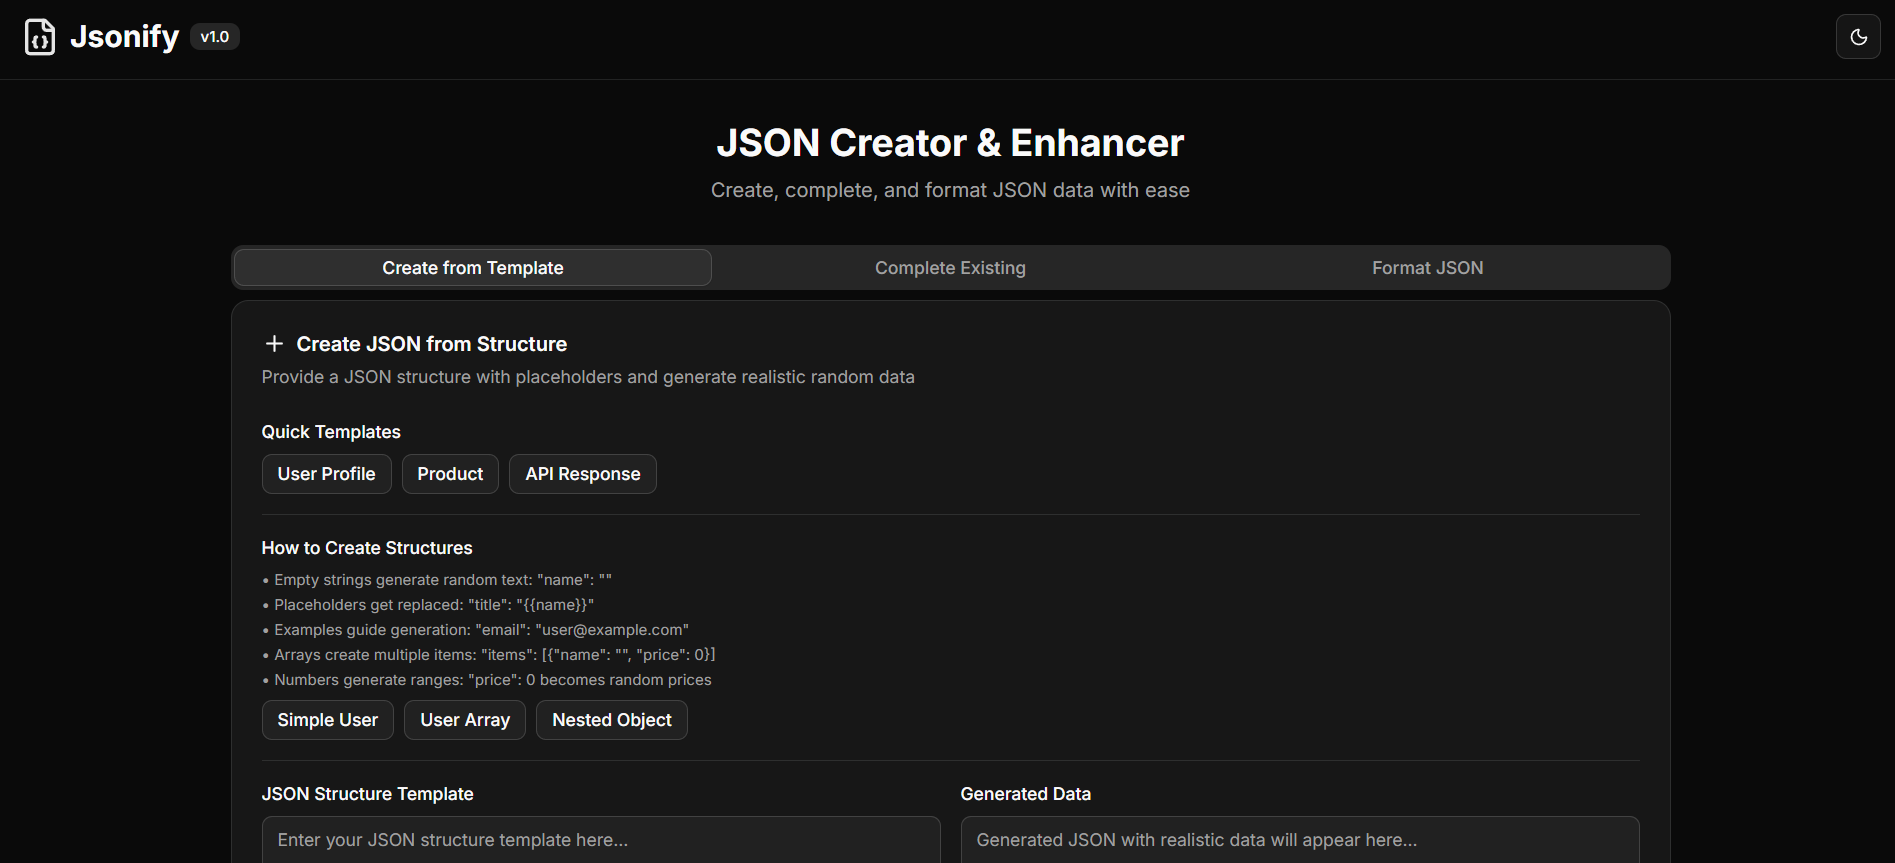 Jsonify v1.0
JSON Creator & Enhancer
Create, complete, and format JSON data with ease
Create from Template Complete Existing Format JSON
Create JSON from Structure
Provide a JSON structure with placeholders and generate realistic random data
Quick Templates
User Profile Product API Response
How to Create Structures
• Empty strings generate random text: "name": ""
• Placeholders get replaced: "title": "{{name}}"
• Examples guide generation: "email": "user@example.com"
• Arrays create multiple items: "items": [{"name": "", "price": 0}]
• Numbers generate ranges: "price": 0 becomes random prices
Simple User User Array Nested Object
JSON Structure Template Generated Data
Enter your JSON structure template here... Generated JSON with realistic data will appear here...